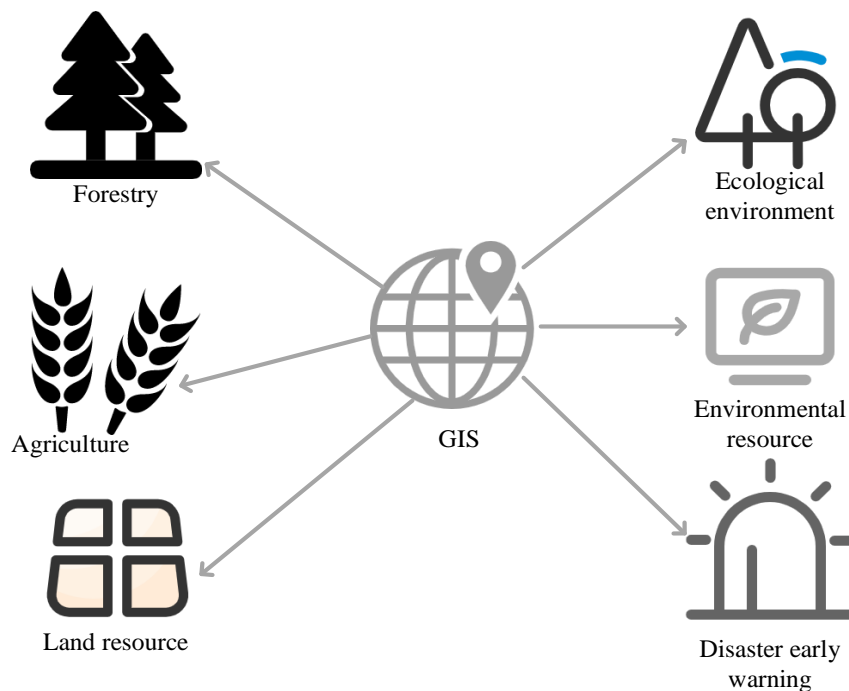 Forestry
Ecological
environment
Agriculture
GIS
Environmental
resource
Land resource
Disaster early
warning